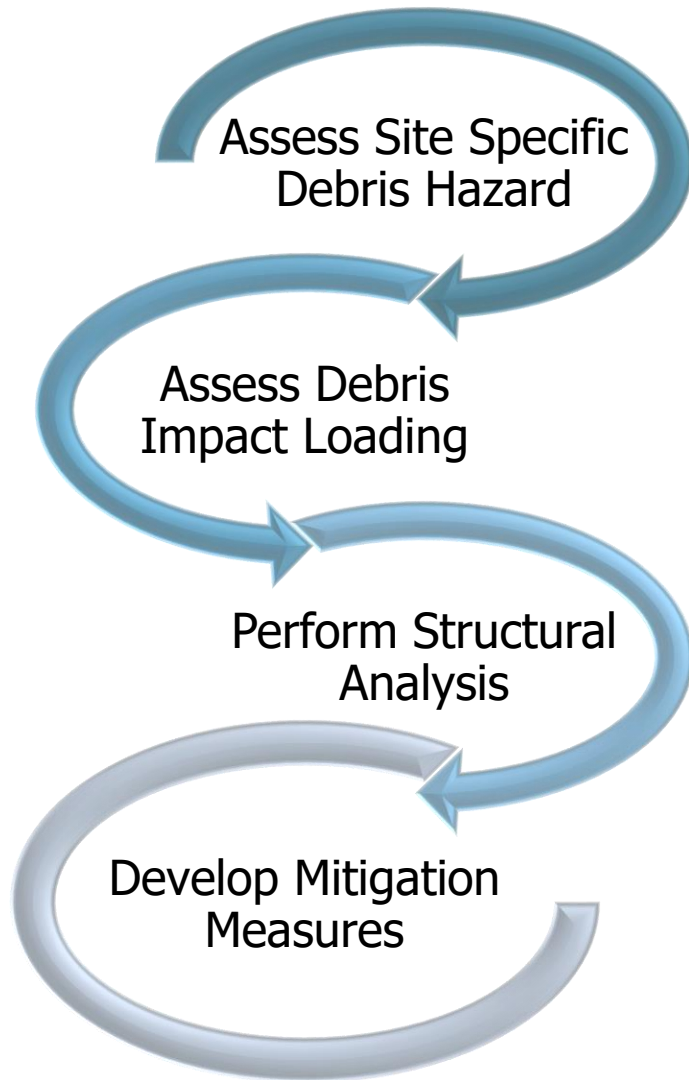 Assess Site Specific
Debris Hazard
Assess Debris
Impact Loading
Perform Structural
Analysis
Develop Mitigation
Measures